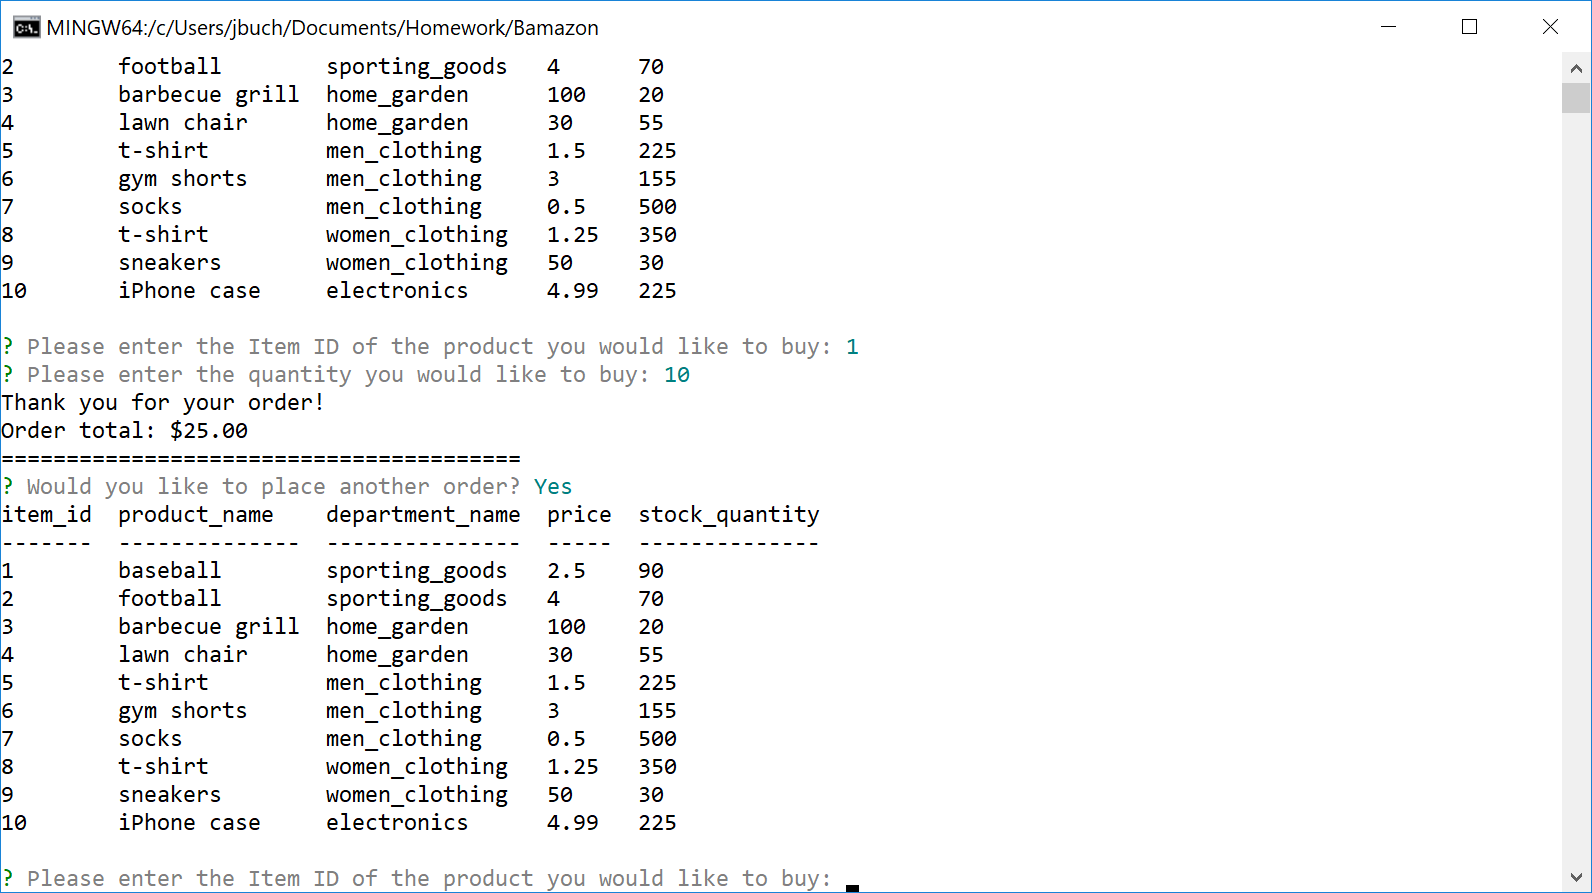 MINGW64:/c/Users/jbuch/Documents/Homework/Bamazon
2       football        sporting_goods   4     70
3       barbecue grill  home_garden      100   20
4       lawn chair      home_garden      30    55
5       t-shirt         men_clothing     1.5   225
6       gym shorts      men_clothing     3     155
7       socks           men_clothing     0.5   500
8       t-shirt         women_clothing   1.25  350
9       sneakers        women_clothing   50    30
10      iPhone case     electronics      4.99  225
? Please enter the Item ID of the product you would like to buy: 1
? Please enter the quantity you would like to buy: 10
Thank you for your order!
Order total: $25.00
========================================
? Would you like to place another order? Yes
item_id  product_name    department_name  price  stock_quantity
-------  --------------  ---------------  -----  --------------
1        baseball        sporting_goods   2.5    90
2        football        sporting_goods   4      70
3        barbecue grill  home_garden      100    20
4        lawn chair      home_garden      30     55
5        t-shirt         men_clothing     1.5    225
6        gym shorts      men_clothing     3      155
7        socks           men_clothing     0.5    500
8        t-shirt         women_clothing   1.25   350
9        sneakers        women_clothing   50     30
10       iPhone case     electronics      4.99   225
? Please enter the Item ID of the product you would like to buy: